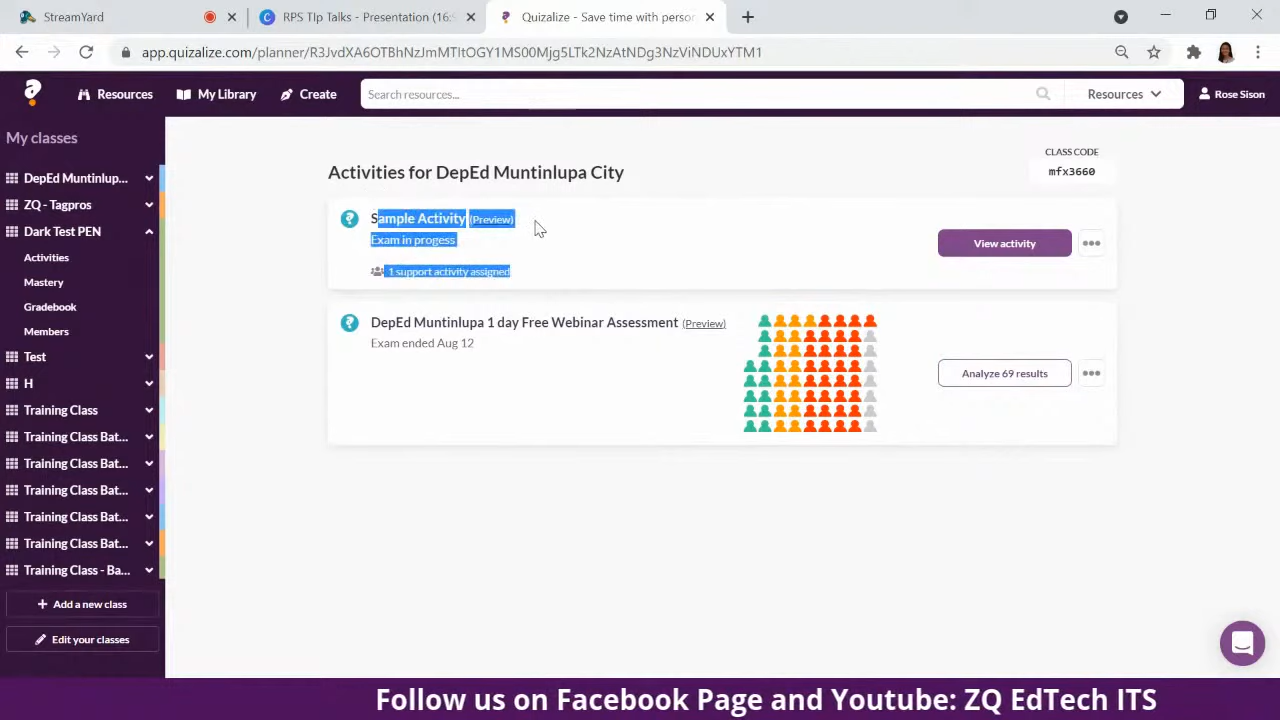 StreamYard
RPS TIp Talks - Presentation (16:
Quizalize - Save time with person
app.quizalize.com/planner/R3JvdXA6OTBhNzJmMTItOGY1MS00Mjg5LTk2NzAtNDg3NzViNDUxYTM1
Resources
My Library
Create
Search resources...
Resources
Rose Sison
My classes
DepEd Muntinlup...
ZQ - Tagpros
Dark Test PEN
Activities
Mastery
Gradebook
Members
Test
H
Training Class
Training Class Bat...
Training Class Bat...
Training Class Bat...
Training Class Bat...
Training Class Bat...
Training Class - Ba...
Add a new class
Edit your classes
Activities for DepEd Muntinlupa City
CLASS CODE
mfx3660
Sample Activity (Preview)
Exam in progess
1 support activity assigned
View activity
DepEd Muntinlupa 1 day Free Webinar Assessment (Preview)
Exam ended Aug 12
Analyze 69 results
Follow us on Facebook Page and Youtube: ZQ EdTech ITS